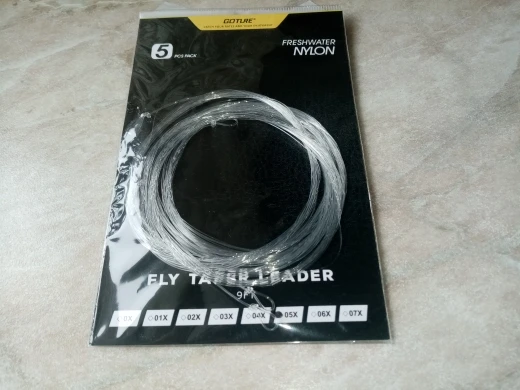 GOTURE
5 PCS PACK
FRESHWATER
NYLON
FLY TAPER LEADER
9FT
0X 01X 02X 03X 04X 05X 06X 07X